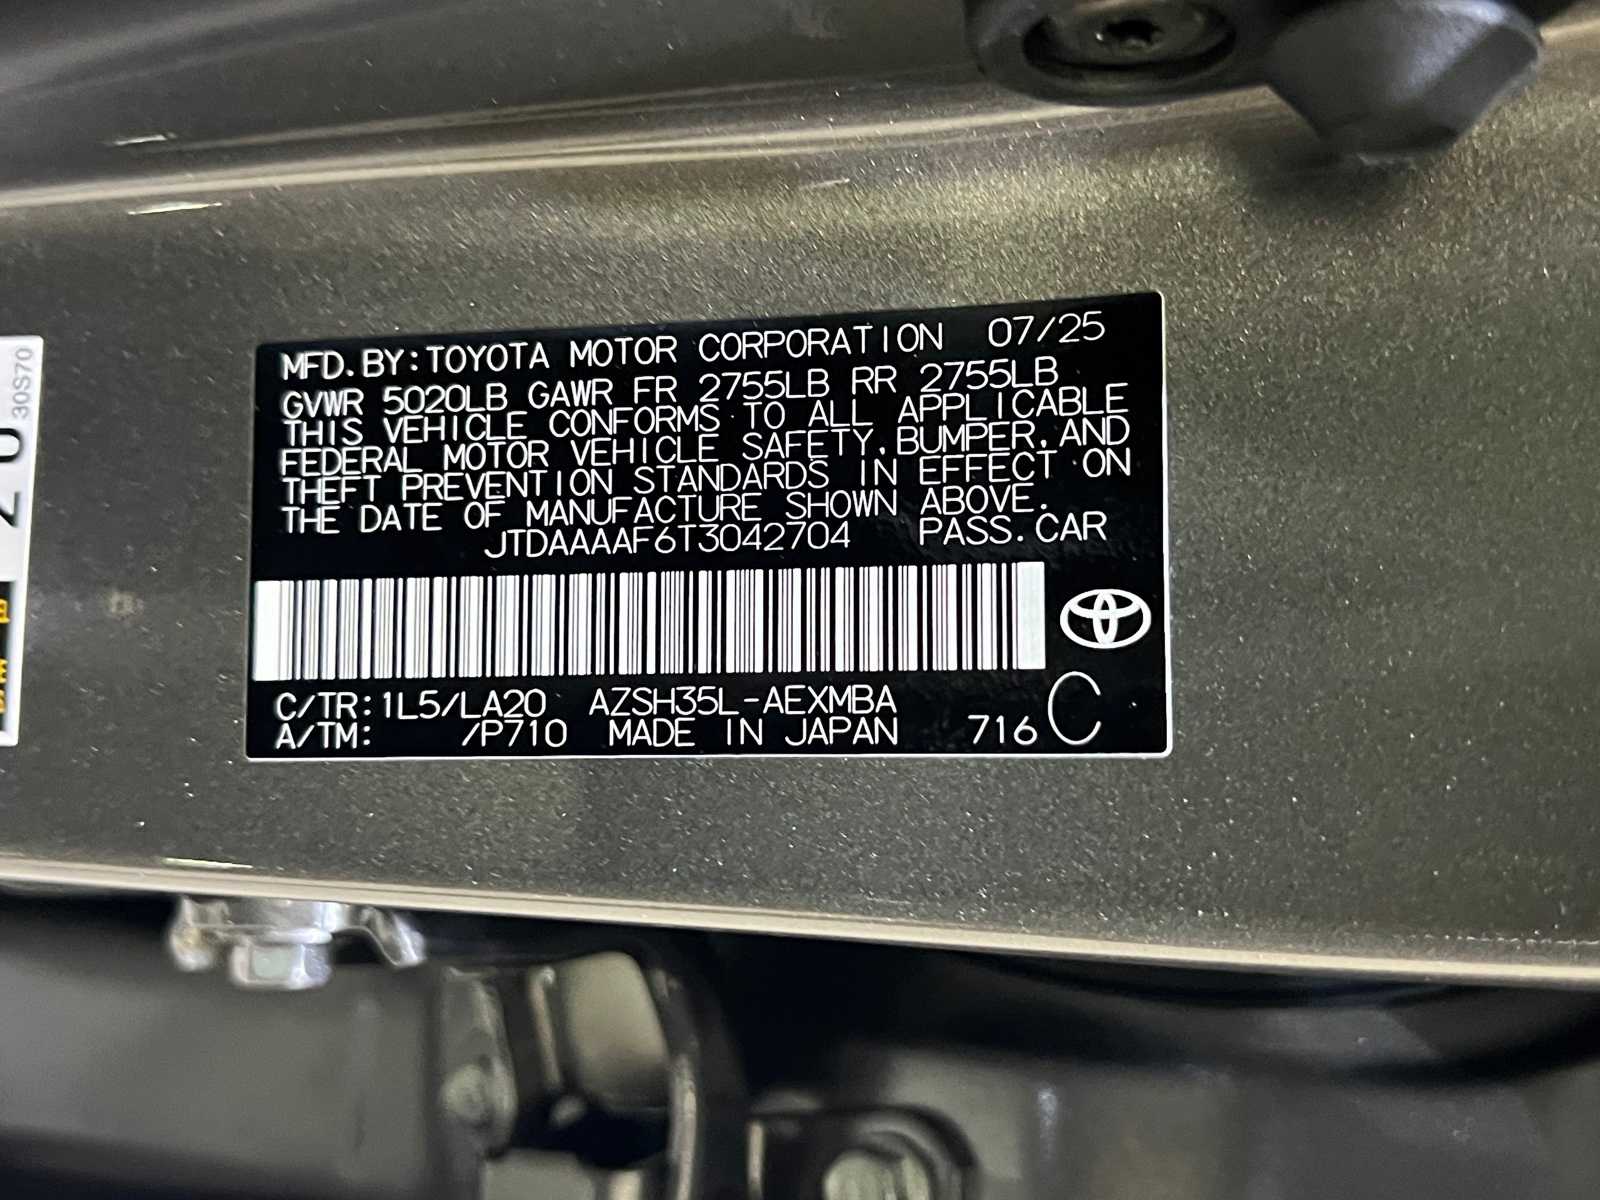 MFD.BY:TOYOTA MOTOR CORPORATION 07/25
GVWR 5020LB GAWR FR 2755LB RR 2755LB
THIS VEHICLE CONFORMS TO ALL APPLICABLE
FEDERAL MOTOR VEHICLE SAFETY,BUMPER,AND
THEFT PREVENTION STANDARDS IN EFFECT ON
THE DATE OF MANUFACTURE SHOWN ABOVE.
JTDAAAAF6T3042704 PASS.CAR
C/TR:1L5/LA20 AZSH35L-AEXMBA
A/TM: /P710 MADE IN JAPAN 716 C
30S70